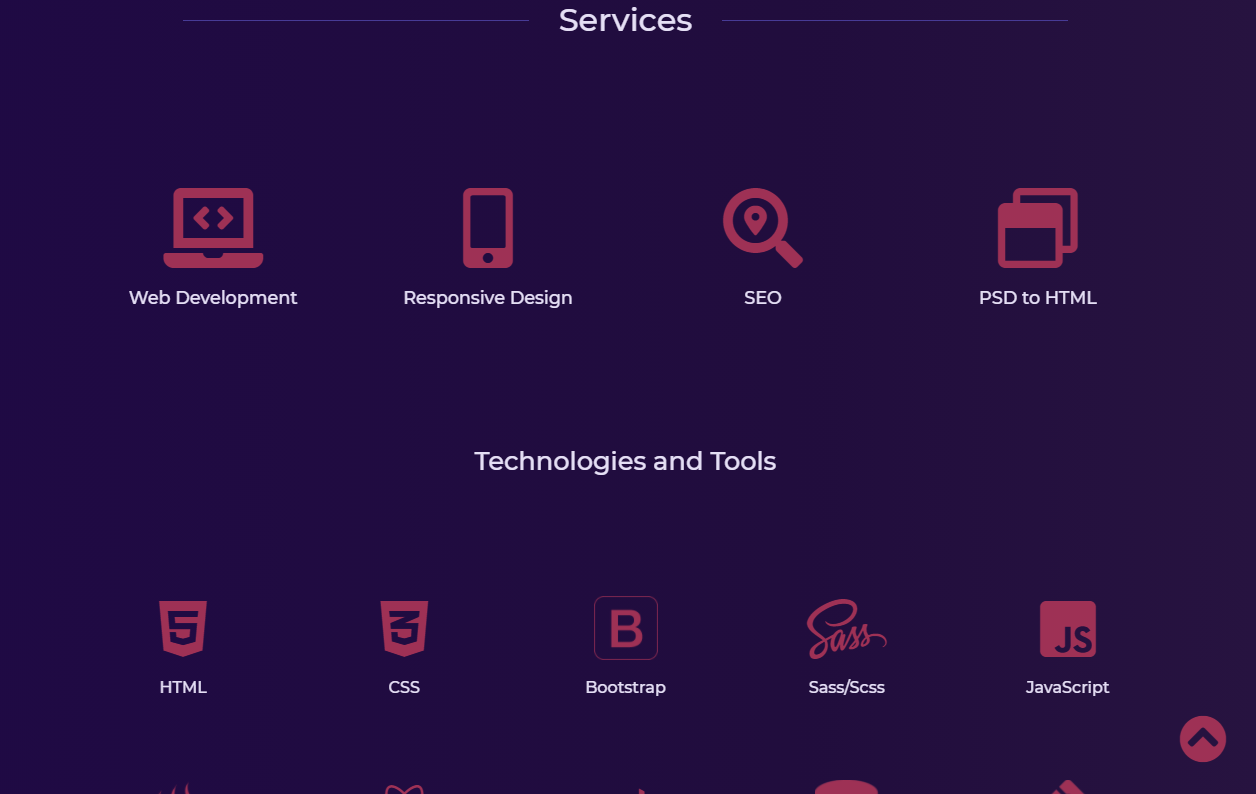 Services
Web Development
Responsive Design
SEO
PSD to HTML
Technologies and Tools
5
3
B
Sass
JS
HTML
CSS
Bootstrap
Sass/Scss
JavaScript